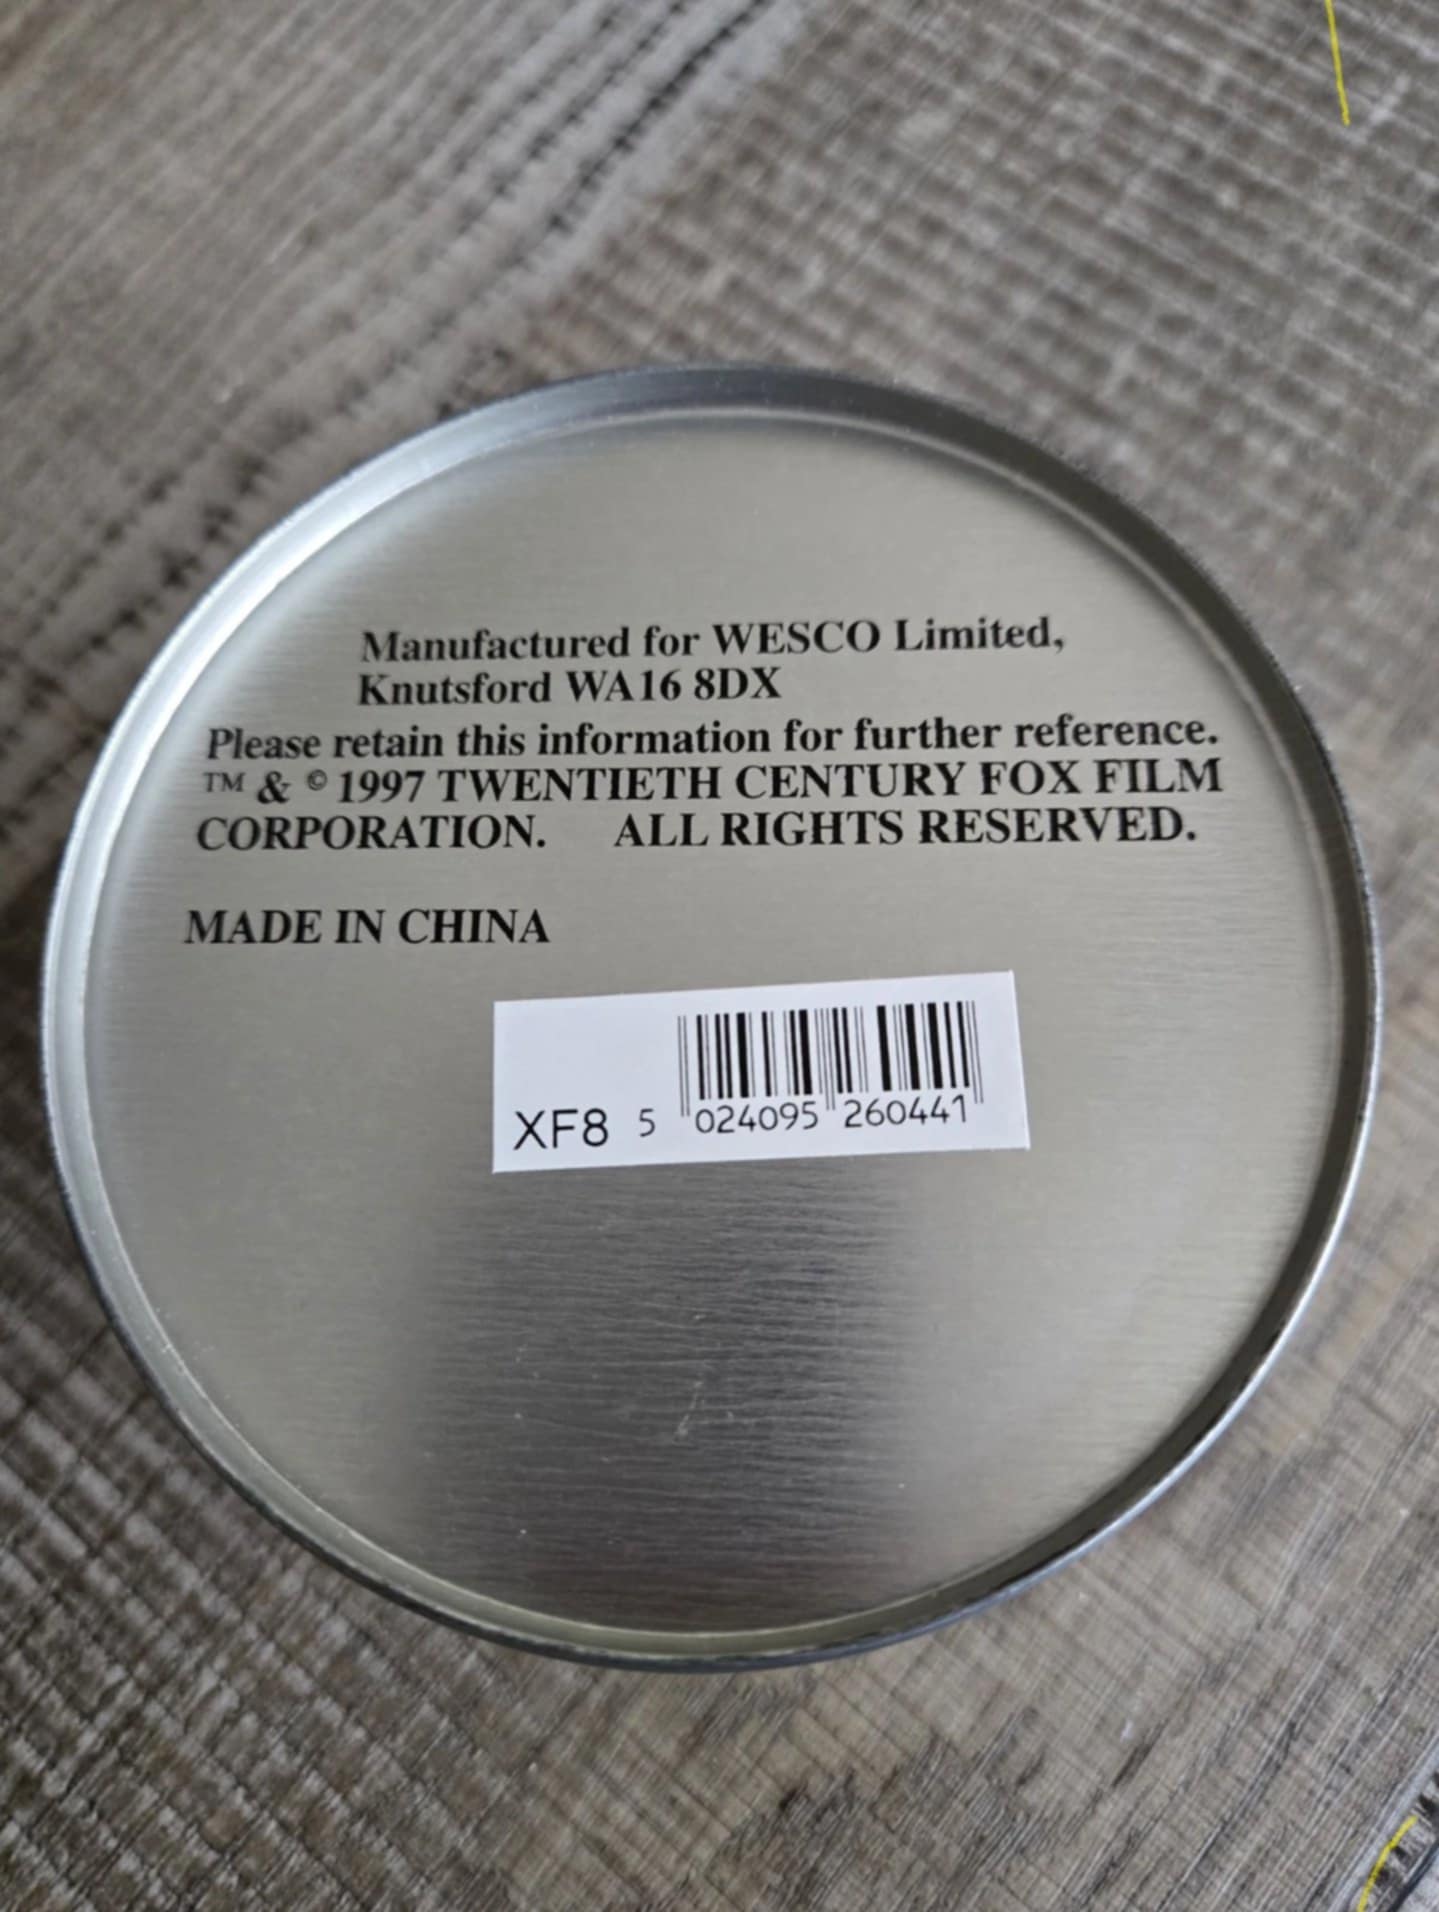 Manufactured for WESCO Limited,
Knutsford WA16 8DX
Please retain this information for further reference.
™ & © 1997 TWENTIETH CENTURY FOX FILM
CORPORATION. ALL RIGHTS RESERVED.
MADE IN CHINA
XF8 5 024095 260441